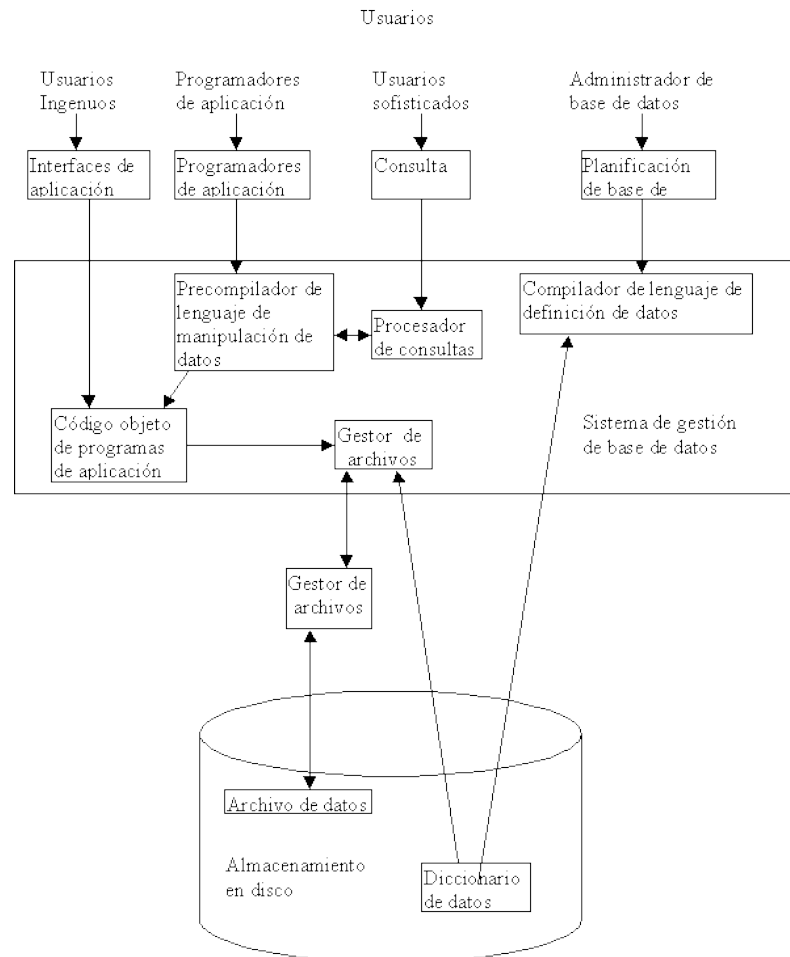 Usuarios
Usuarios
Ingenuos
Programadores
de aplicación
Usuarios
sofisticados
Administrador de
base de datos
Interfaces de
aplicación
Programadores
de aplicación
Consulta
Planificación
de base de
Precompilador de
lenguaje de
manipulación de
datos
Procesador
de consultas
Compilador de lenguaje de
definición de datos
Código objeto
de programas
de aplicación
Gestor de
archivos
Sistema de gestión
de base de datos
Gestor de
archivos
Archivo de datos
Almacenamiento
en disco
Diccionario
de datos